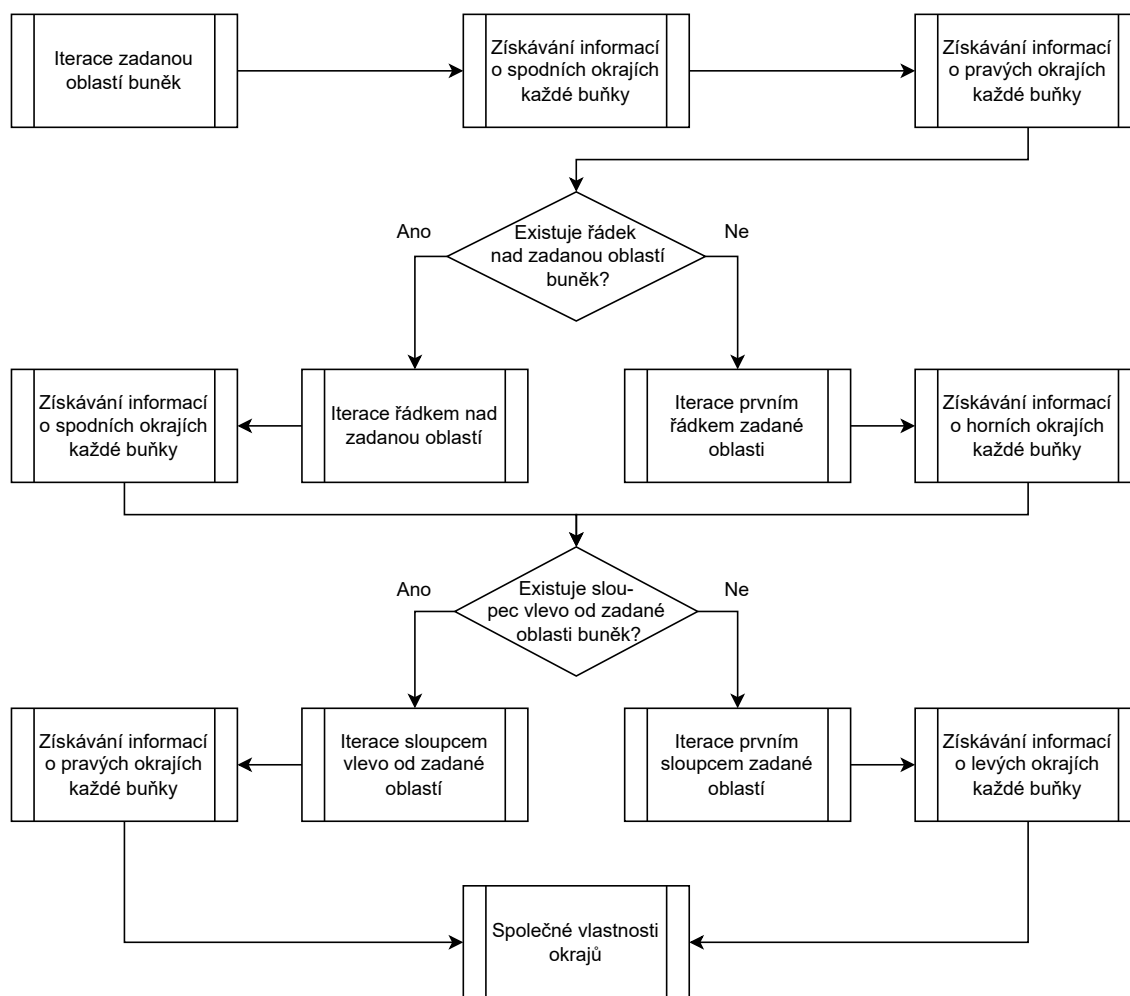 Iterace zadanou
oblastí buněk
Získávání informací
o spodních okrajích
každé buňky
Získávání informací
o pravých okrajích
každé buňky
Existuje řádek
nad zadanou oblastí
buněk?
Ano
Ne
Získávání informací
o spodních okrajích
každé buňky
Iterace řádkem nad
zadanou oblastí
Iterace prvním
řádkem zadané
oblasti
Získávání informací
o horních okrajích
každé buňky
Existuje slou-
pec vlevo od zadané
oblasti buněk?
Ano
Ne
Získávání informací
o pravých okrajích
každé buňky
Iterace sloupcem
vlevo od zadané
oblastí
Iterace prvním
sloupcem zadané
oblastí
Získávání informací
o levých okrajích
každé buňky
Společné vlastnosti
okrajů